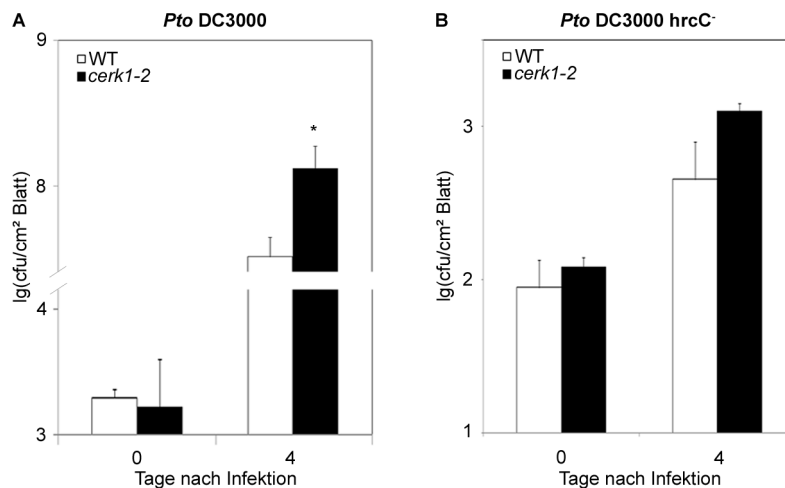 A
Pto DC3000
WT
cerk1-2
9
8
4
3
*
lg(cfu/cm² Blatt)
0
4
Tage nach Infektion
B
Pto DC3000 hrcC⁻
WT
cerk1-2
3
2
1
lg(cfu/cm² Blatt)
0
4
Tage nach Infektion